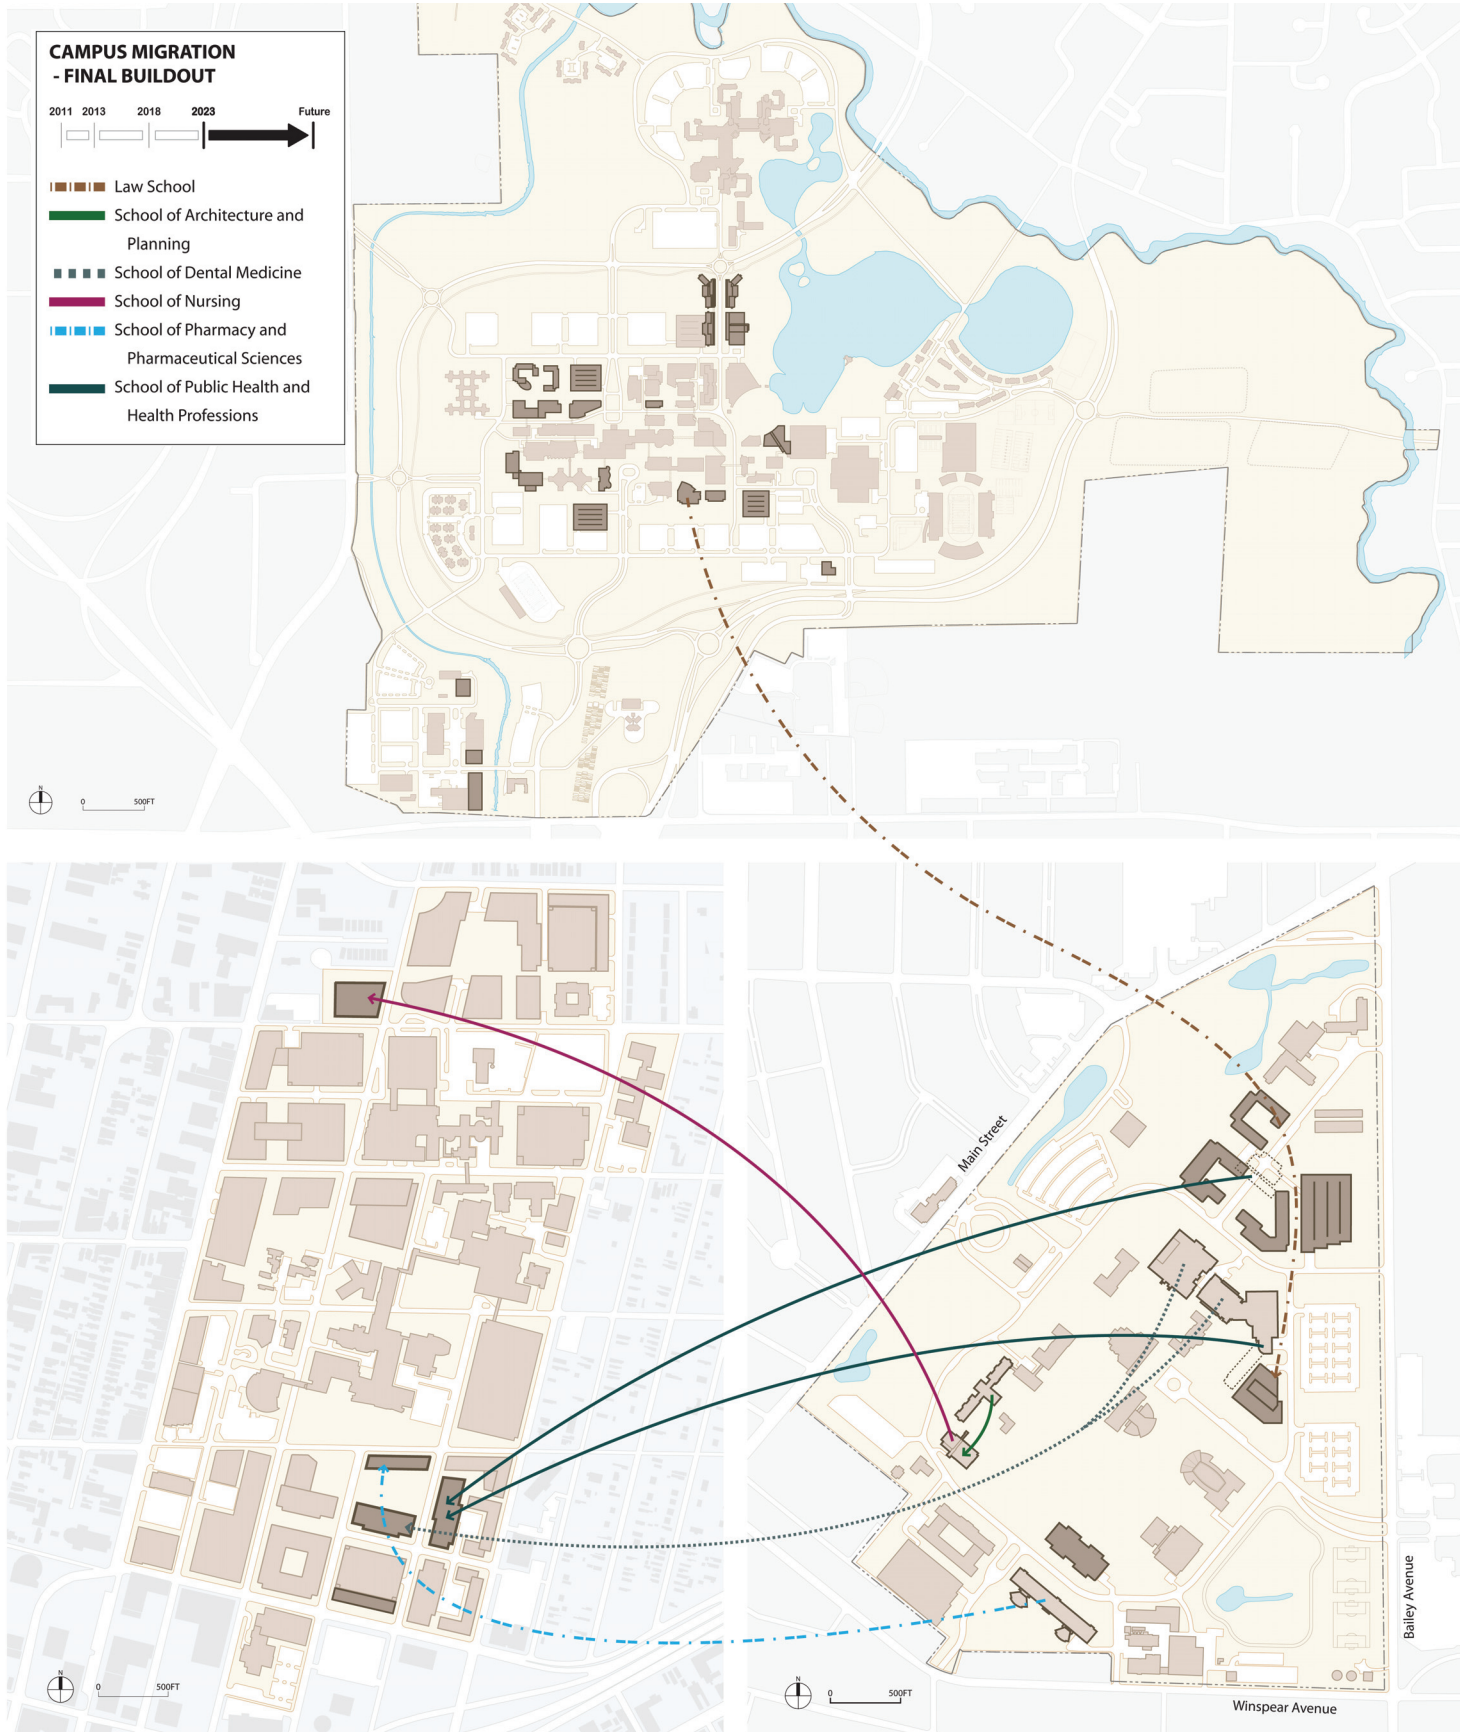 CAMPUS MIGRATION
- FINAL BUILDOUT
2011 2013 2018 2023 Future
Law School
School of Architecture and
Planning
School of Dental Medicine
School of Nursing
School of Pharmacy and
Pharmaceutical Sciences
School of Public Health and
Health Professions
N
0 500FT
Main Street
Bailey Avenue
N
0 500FT
N
0 500FT
Winspear Avenue